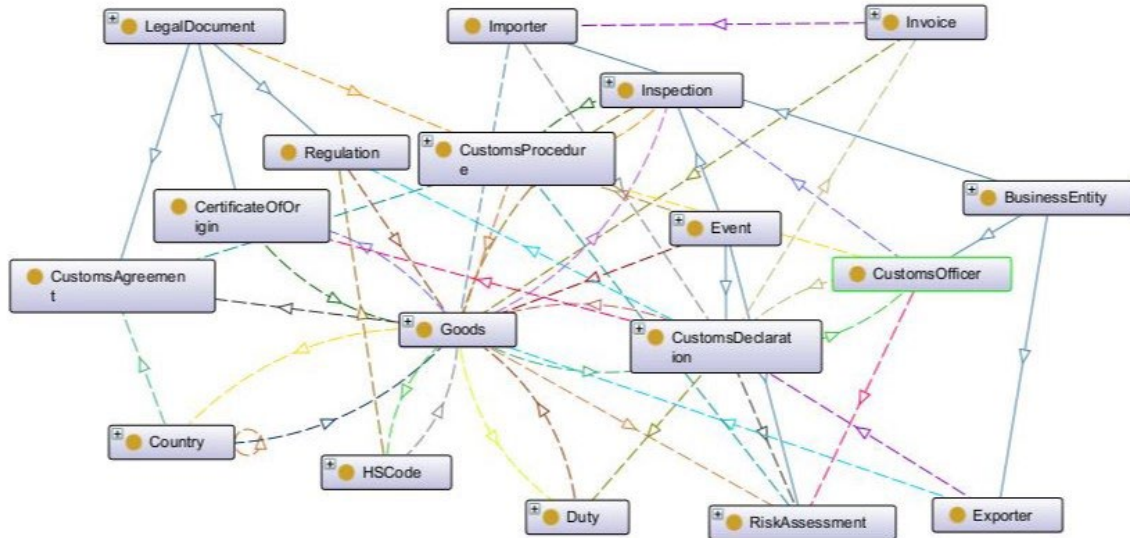 LegalDocument
Importer
Invoice
Inspection
Regulation
CustomsProcedur
e
CertificateOfOr
igin
BusinessEntity
Event
CustomsAgreemen
t
CustomsOfficer
Goods
CustomsDeclarat
ion
Country
HSCode
Duty
RiskAssessment
Exporter